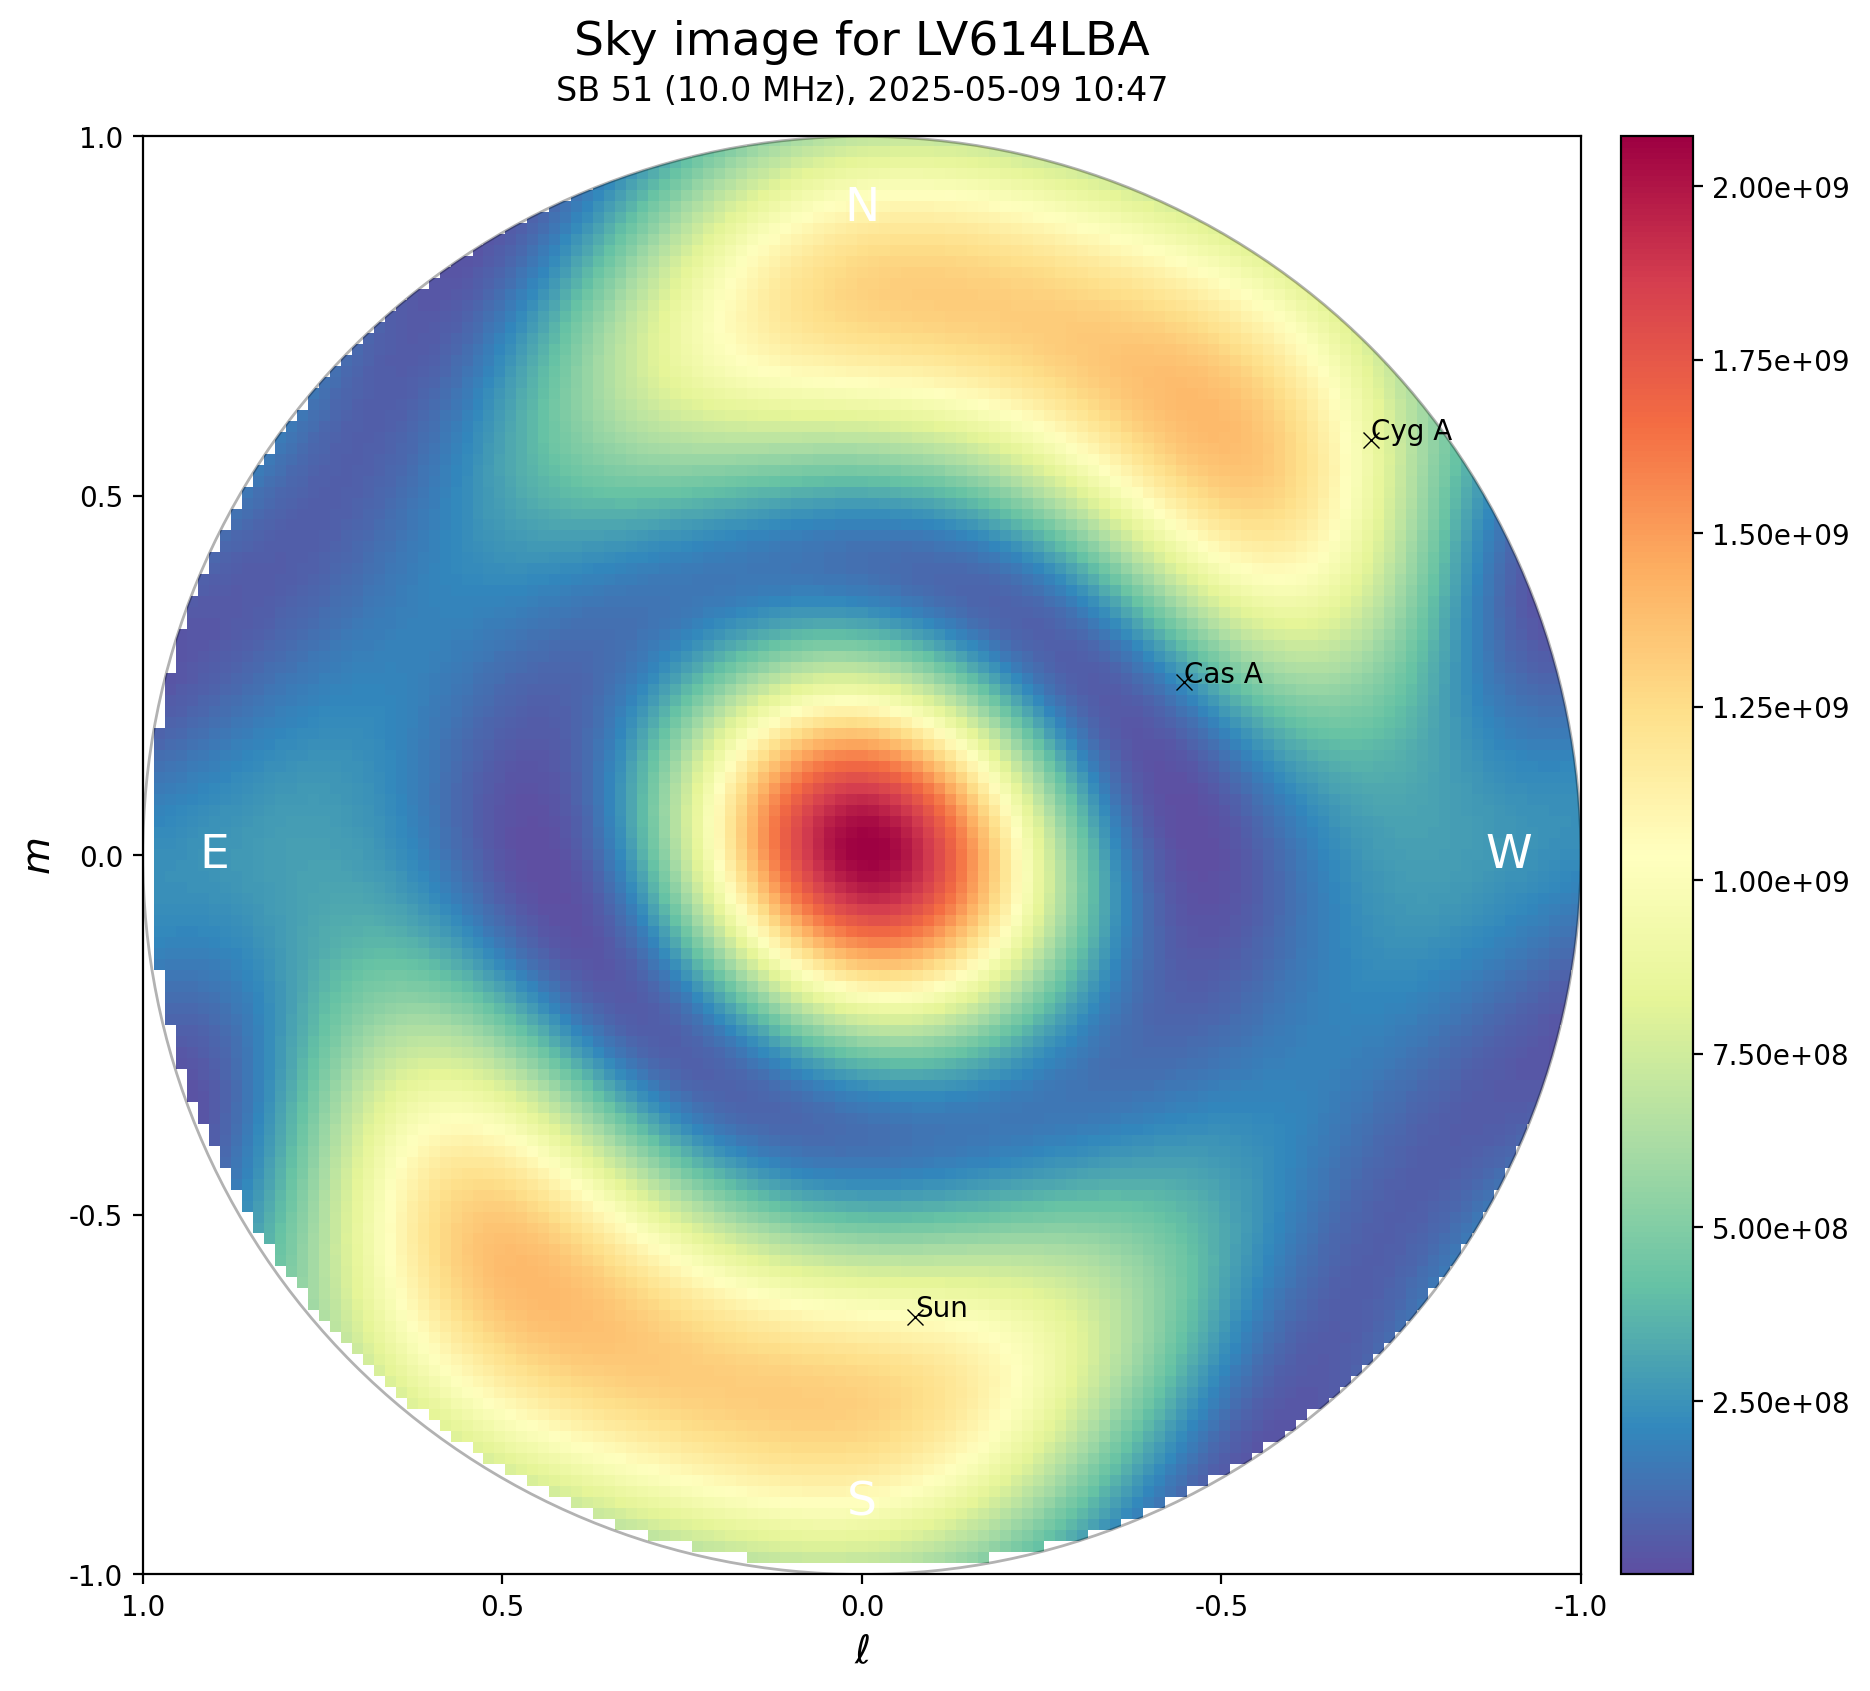 Sky image for LV614LBA
SB 51 (10.0 MHz), 2025-05-09 10:47
1.0
0.5
0.0
-0.5
-1.0
m
N
E
W
S
Cyg A
Cas A
Sun
1.0
0.5
0.0
-0.5
-1.0
ℓ
2.00e+09
1.75e+09
1.50e+09
1.25e+09
1.00e+09
7.50e+08
5.00e+08
2.50e+08